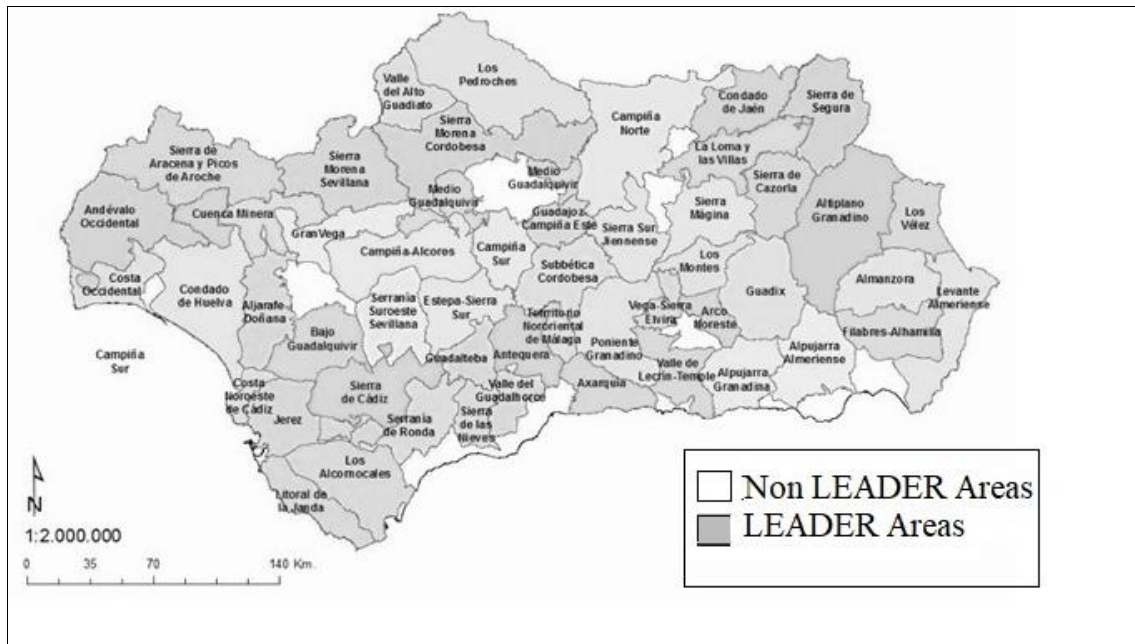 Los
Pedroches
Valle
del Alto
Guadiato
Condado
de Jaén
Sierra de
Segura
Campiña
Norte
Sierra
Morena
Cordobesa
Sierra de
Aracena y Picos
de Aroche
Sierra
Morena
Sevillana
La Loma y
las Villas
Medio
Guadalquivir
Medio
Guadalquivir
Sierra de
Cazorla
Andévalo
Occidental
Cuenca Minera
Guadajoz
Campiña Este
Sierra
Mágina
Altiplano
Granadino
Los
Vélez
Gran Vega
Campiña-Alcores
Campiña
Sur
Sierra Sur
Jiennense
Los
Montes
Subbética
Cordobesa
Costa
Occidental
Condado
de Huelva
Aljarafe
Doñana
Serranía
Suroeste
Sevillana
Estepa-Sierra
Sur
Guadix
Almanzora
Levante
Almeriense
Bajo
Guadalquivir
Territorio
Nororiental
de Málaga
Vega-Sierra
Elvira
Arco
Noreste
Filabres-Alhamilla
Campiña
Sur
Guadalteba
Antequera
Poniente
Granadino
Alpujarra
Almeriense
Valle de
Lecrín-Temple
Alpujarra
Granadina
Costa
Noroeste
de Cádiz
Sierra
de Cádiz
Valle del
Guadalhorce
Axarquía
Jerez
Serranía
de Ronda
Sierra
de las
Nieves
Los
Alcornocales
Litoral de
la Janda
N
1:2.000.000
0 35 70 140 Km.
Non LEADER Areas
LEADER Areas